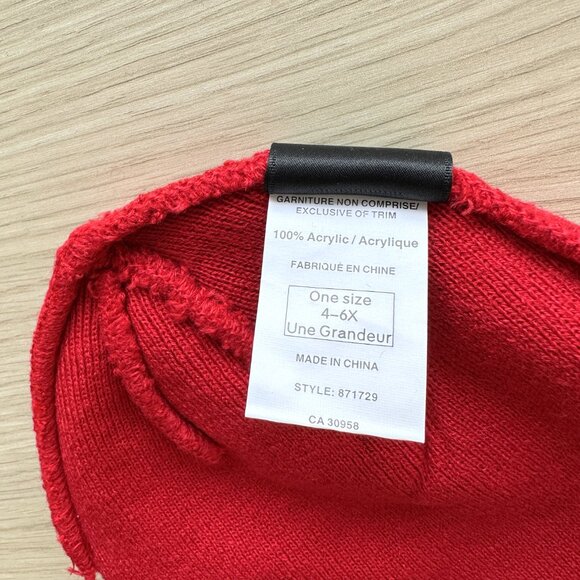 GARNITURE NON COMPRISE/
EXCLUSIVE OF TRIM
100% Acrylic / Acrylique
FABRIQUÉ EN CHINE
One size
4–6X
Une Grandeur
MADE IN CHINA
STYLE: 871729
CA 30958